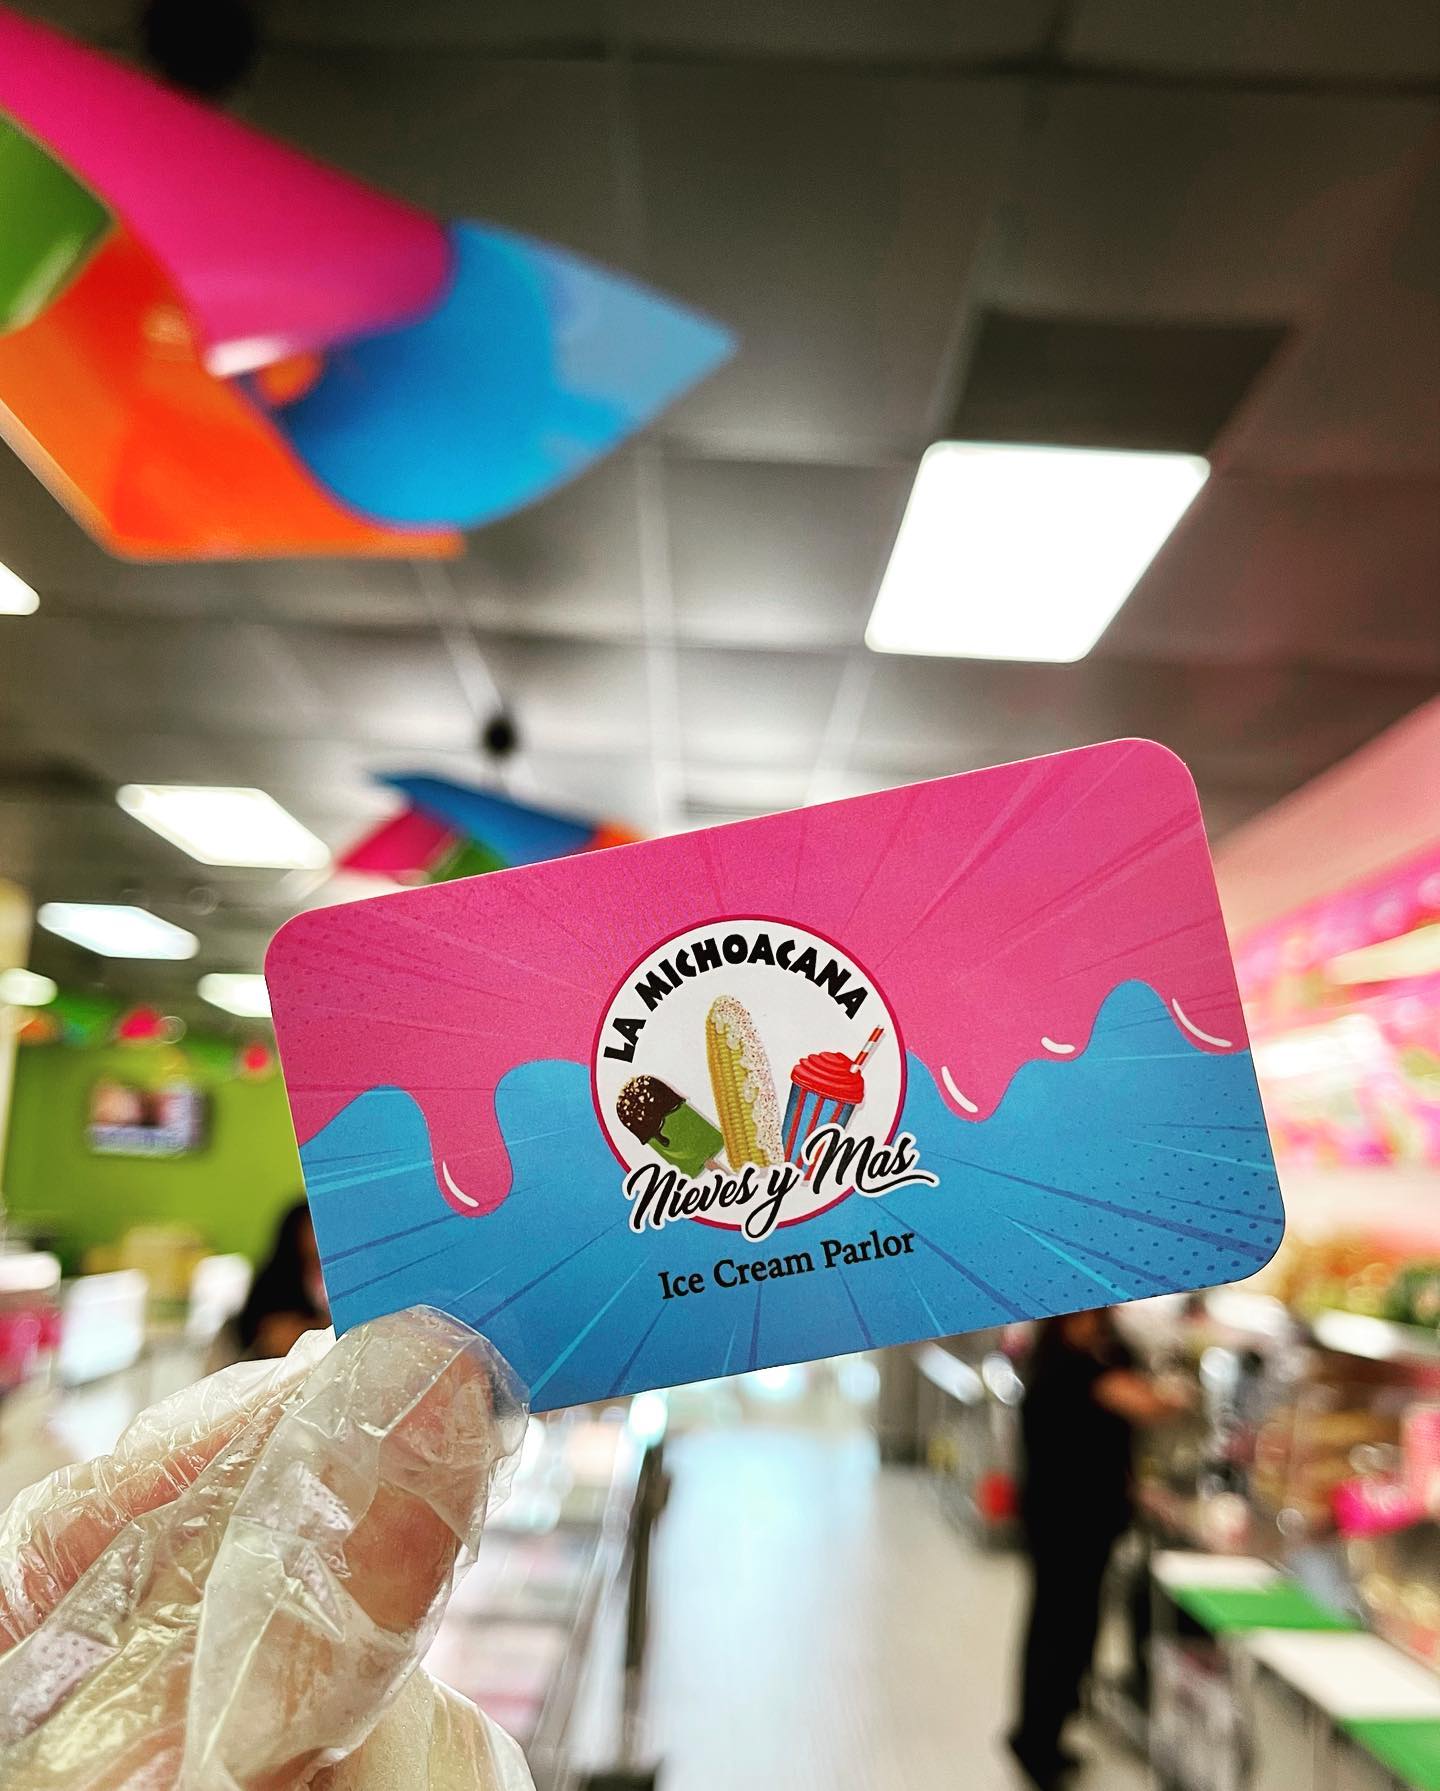 LA MICHOACANA
Nieves y Mas
Ice Cream Parlor